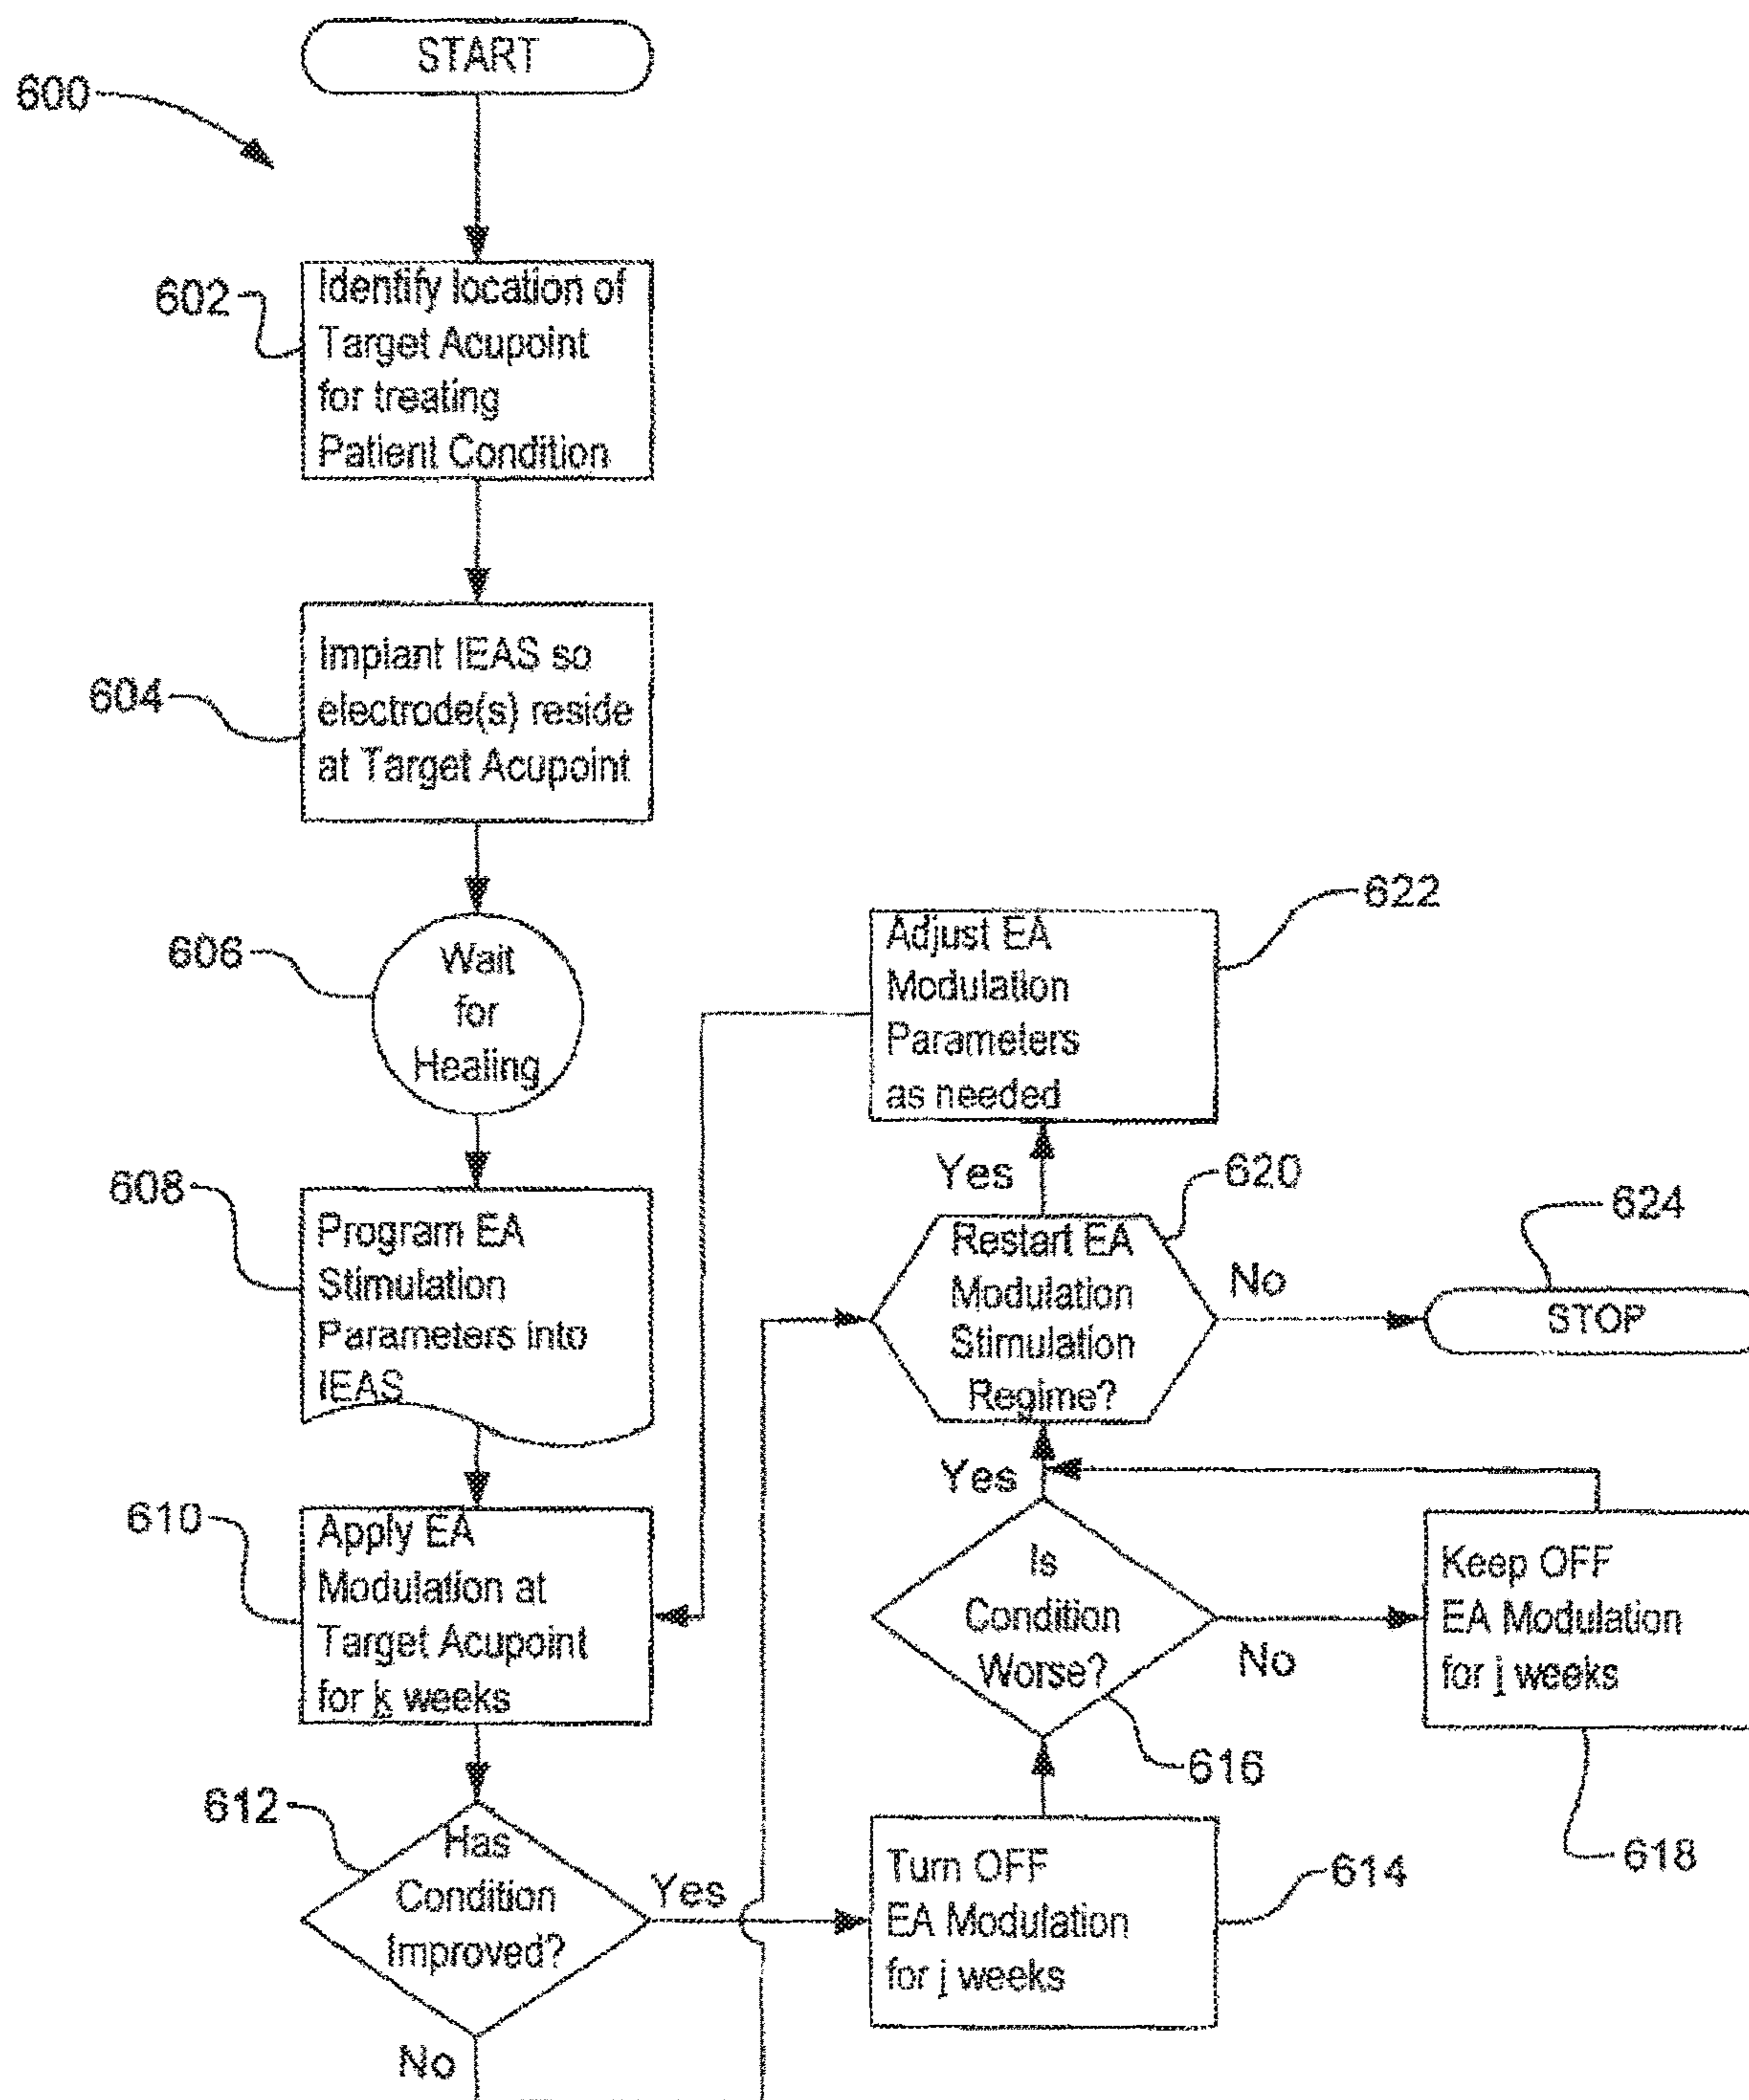 START
600
602
Identify location of
Target Acupoint
for treating
Patient Condition
604
Implant IEAS so
electrode(s) reside
at Target Acupoint
606
Wait
for
Healing
608
Program EA
Stimulation
Parameters into
IEAS
610
Apply EA
Modulation at
Target Acupoint
for k weeks
612
Has
Condition
Improved?
Yes
No
614
Turn OFF
EA Modulation
for j weeks
616
Is
Condition
Worse?
Yes
No
618
Keep OFF
EA Modulation
for j weeks
620
Restart EA
Modulation
Stimulation
Regime?
Yes
No
622
Adjust EA
Modulation
Parameters
as needed
624
STOP